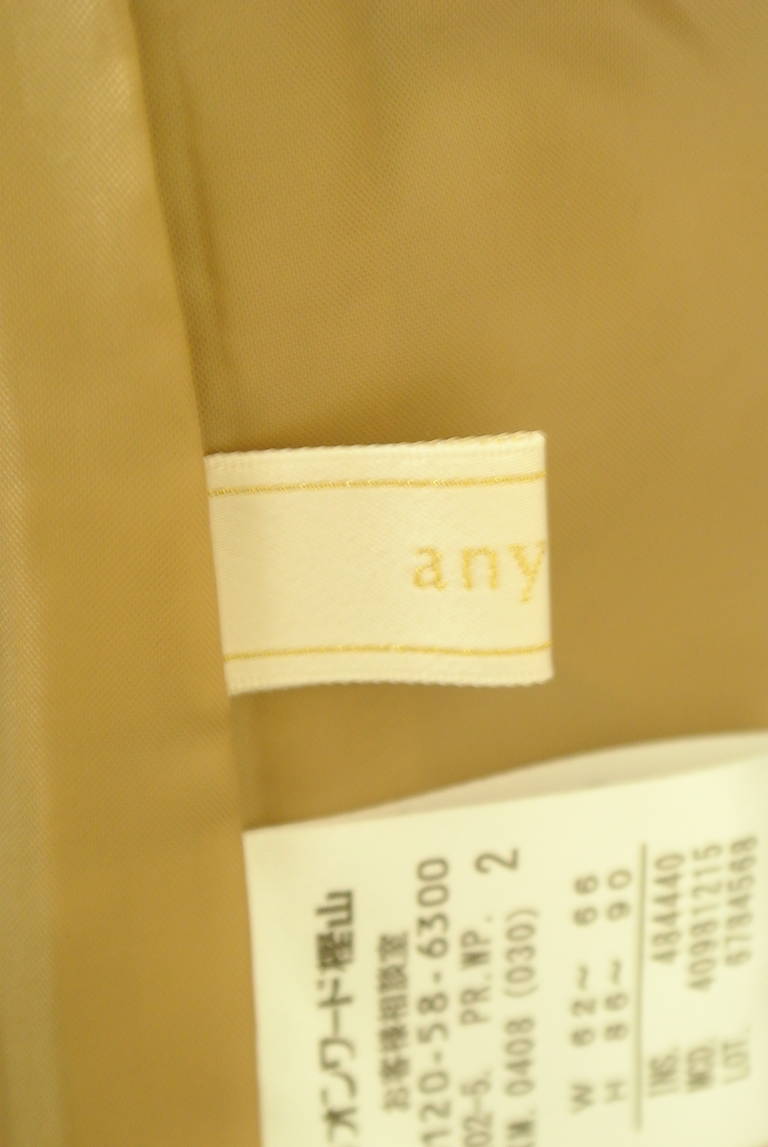 any
オンワード樫山
お客様相談室
120-58-6300
02-5. PR.WP. 2
M. 0408 (030)
W 62~ 66
H 86~ 90
INS. 484440
MCD. 40981215
LOT. 6784568